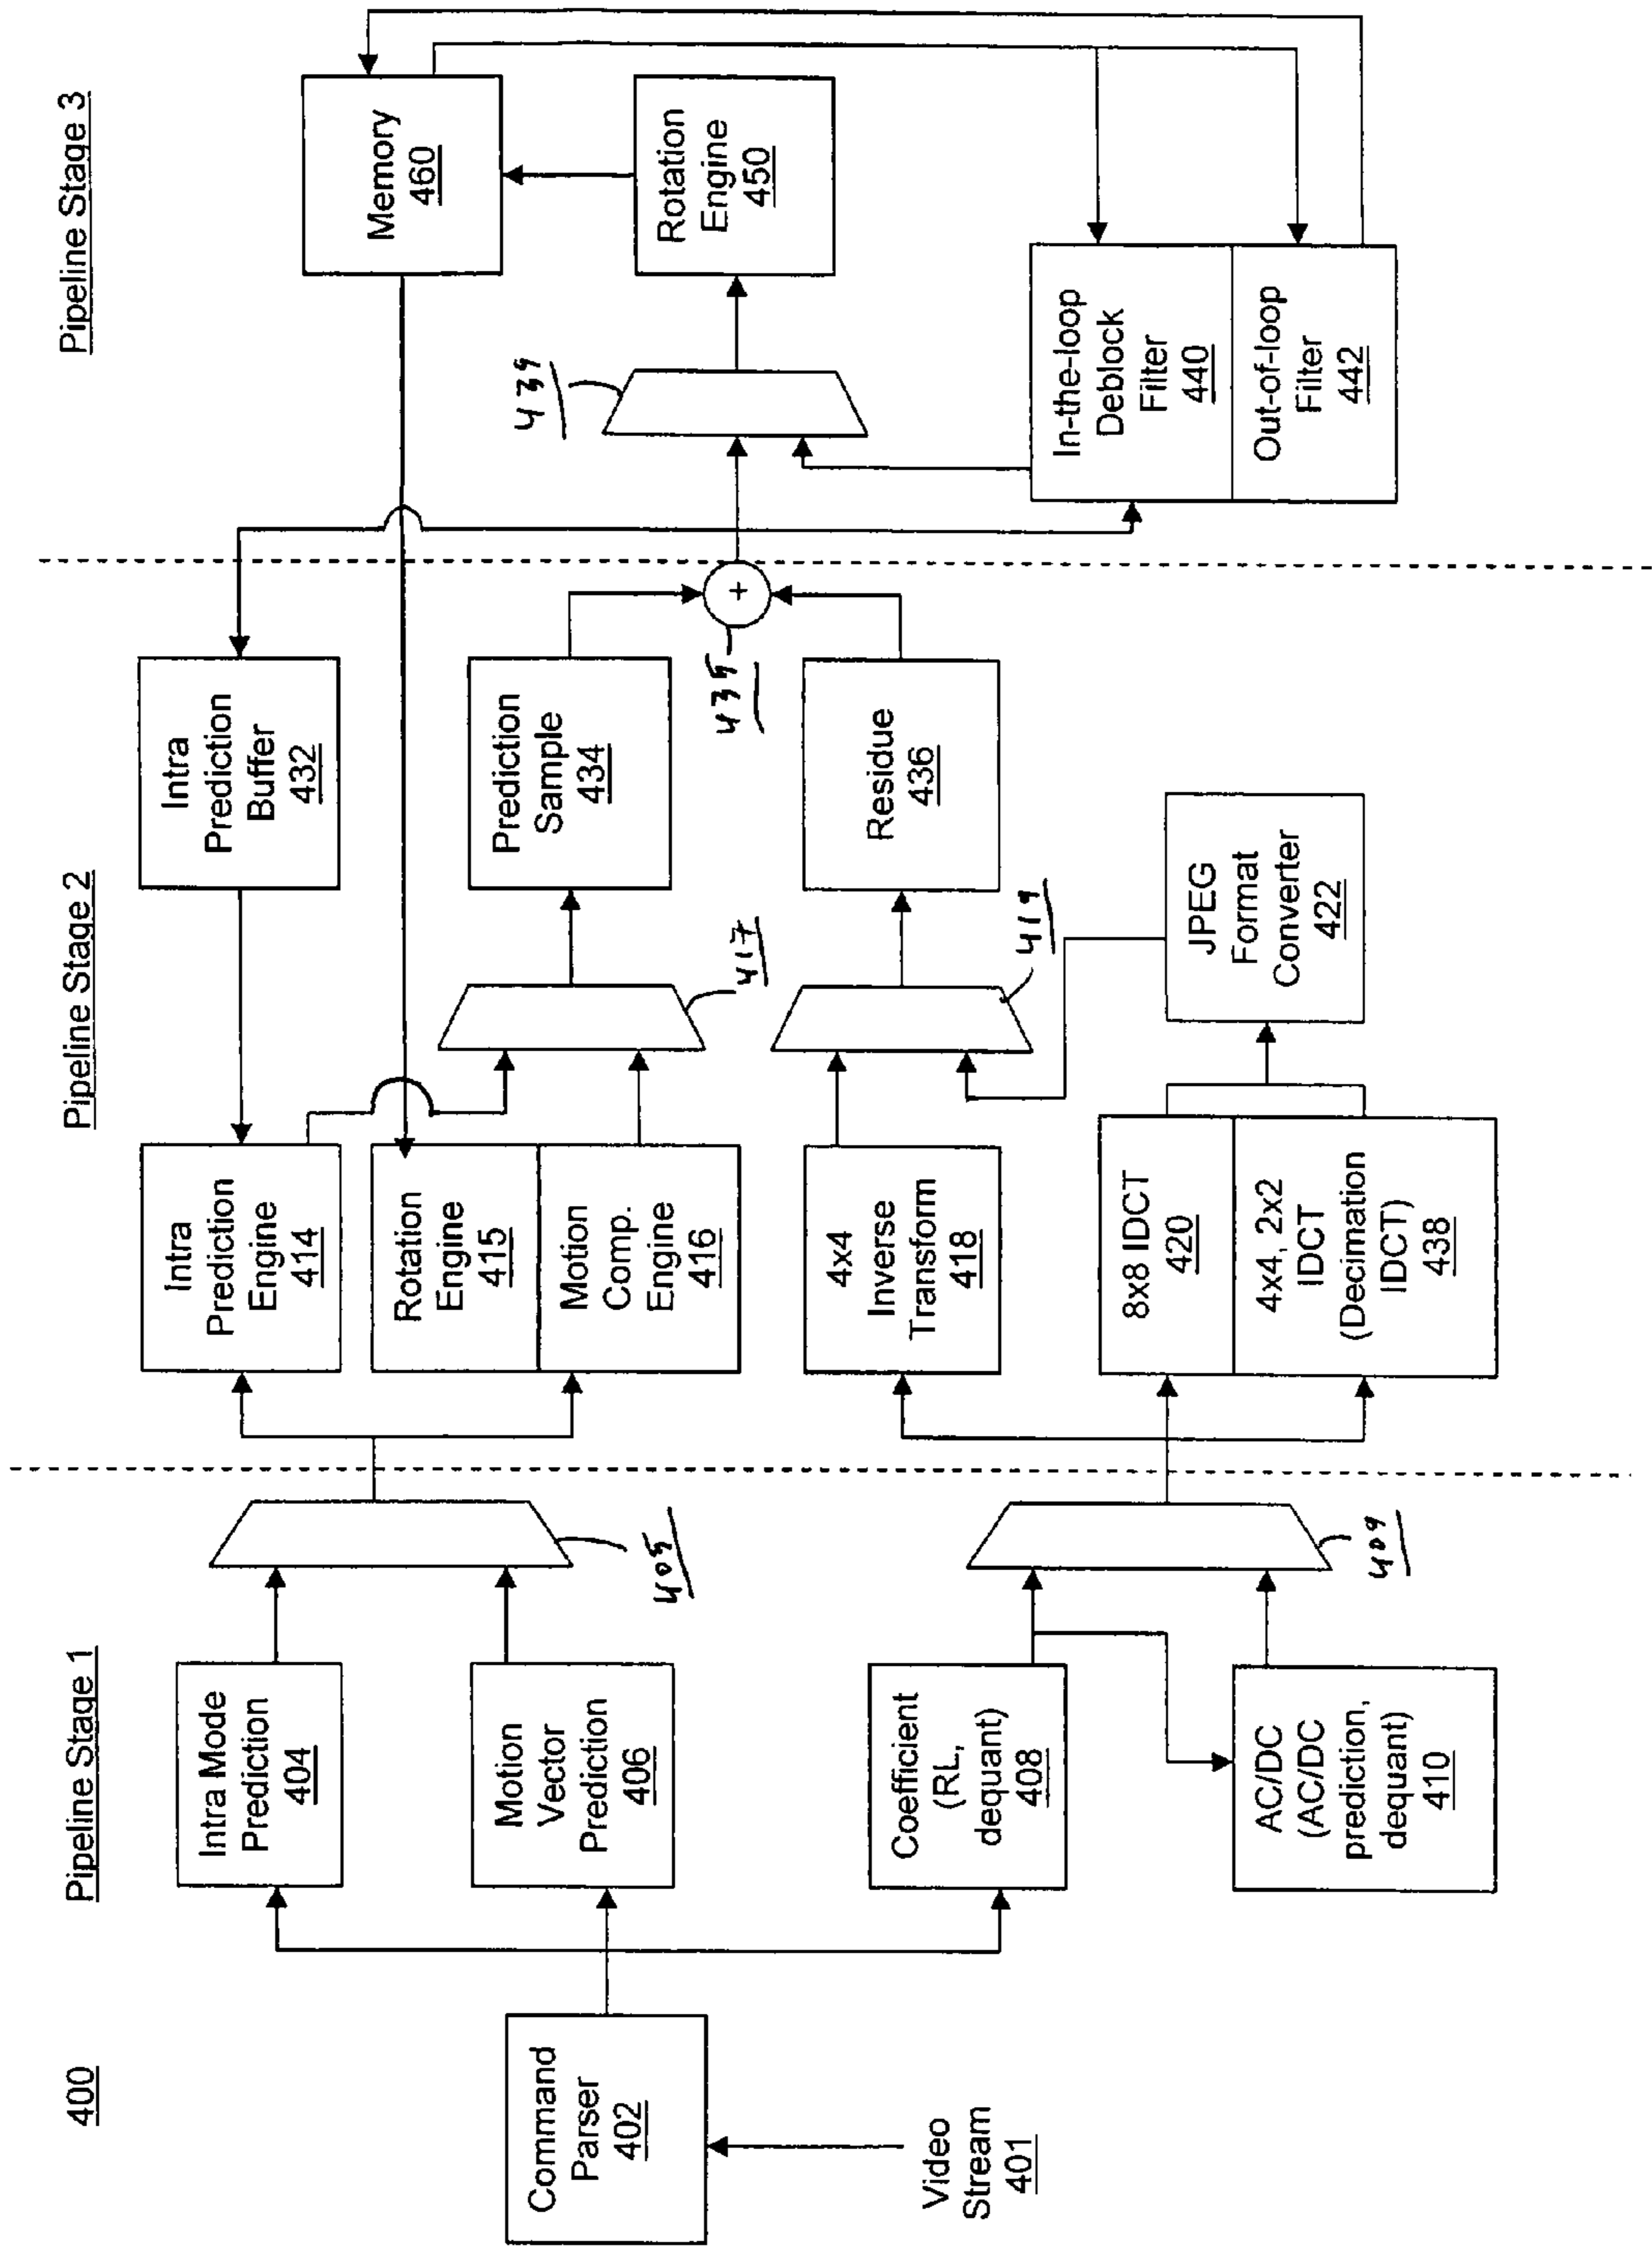 400
Pipeline Stage 1
Pipeline Stage 2
Pipeline Stage 3
Video
Stream
401
Command
Parser
402
Intra Mode
Prediction
404
Motion
Vector
Prediction
406
Coefficient
(RL,
dequant)
408
AC/DC
(AC/DC
prediction,
dequant)
410
405
409
Intra
Prediction
Engine
414
Rotation
Engine
415
Motion
Comp.
Engine
416
4x4
Inverse
Transform
418
8x8 IDCT
420
4x4, 2x2
IDCT
(Decimation
IDCT)
438
417
419
JPEG
Format
Converter
422
Intra
Prediction
Buffer
432
Prediction
Sample
434
Residue
436
435
+
439
Memory
460
Rotation
Engine
450
In-the-loop
Deblock
Filter
440
Out-of-loop
Filter
442